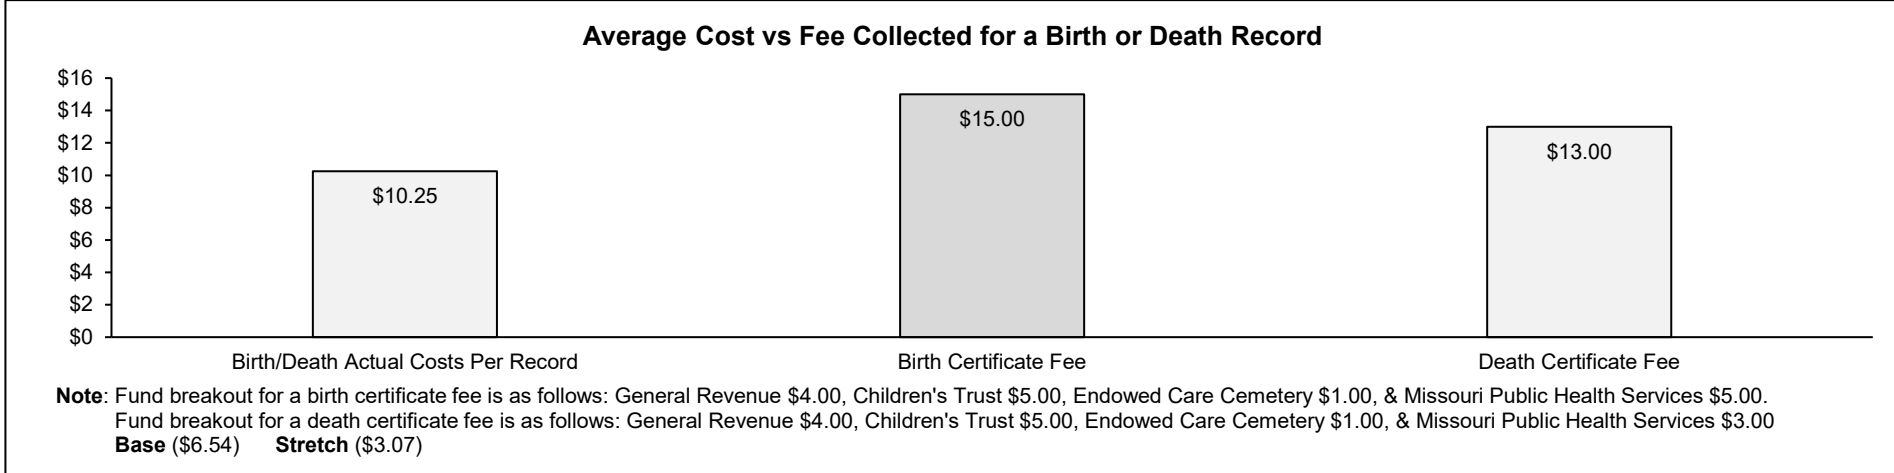 Average Cost vs Fee Collected for a Birth or Death Record
$16
$14
$12
$10
$8
$6
$4
$2
$0
$10.25
$15.00
$13.00
Birth/Death Actual Costs Per Record
Birth Certificate Fee
Death Certificate Fee
Note: Fund breakout for a birth certificate fee is as follows: General Revenue $4.00, Children's Trust $5.00, Endowed Care Cemetery $1.00, & Missouri Public Health Services $5.00.
Fund breakout for a death certificate fee is as follows: General Revenue $4.00, Children's Trust $5.00, Endowed Care Cemetery $1.00, & Missouri Public Health Services $3.00
Base ($6.54) Stretch ($3.07)